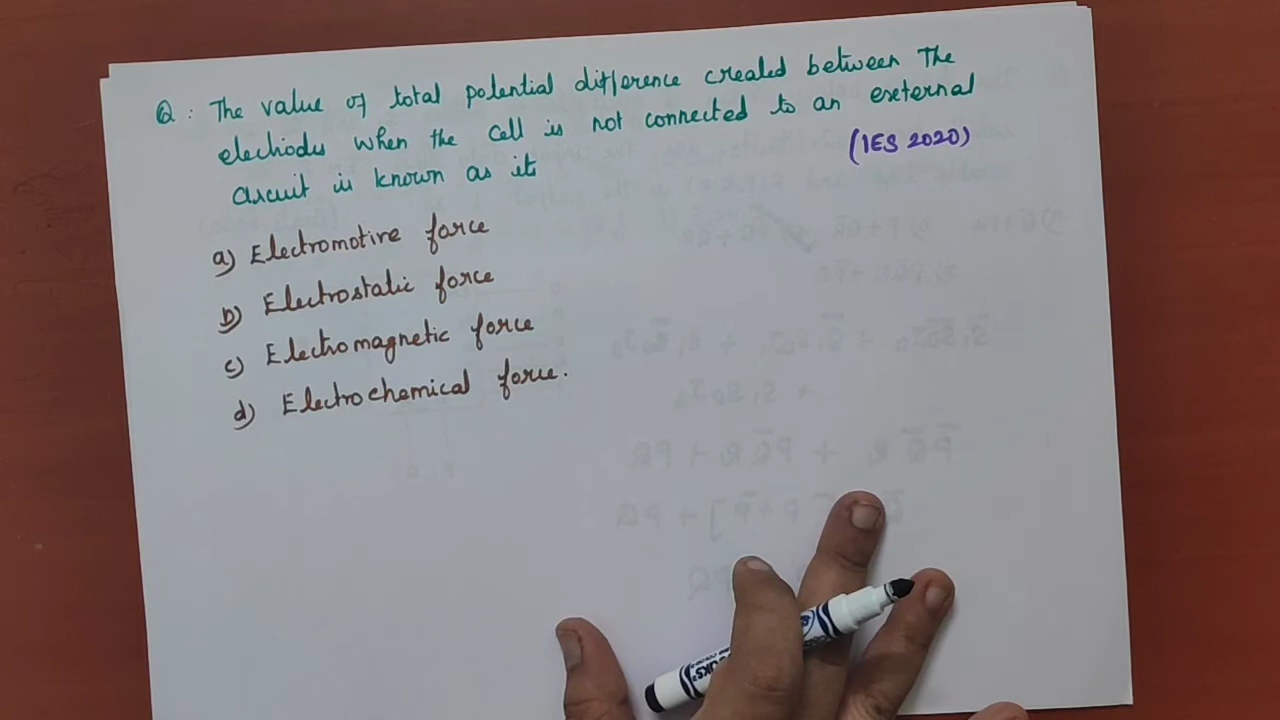 Q: The value of total potential difference created between The
electrodes when the cell is not connected to an external
circuit is known as its
(IES 2020)
a) Electromotive force
b) Electrostatic force
c) Electromagnetic force
d) Electrochemical force.